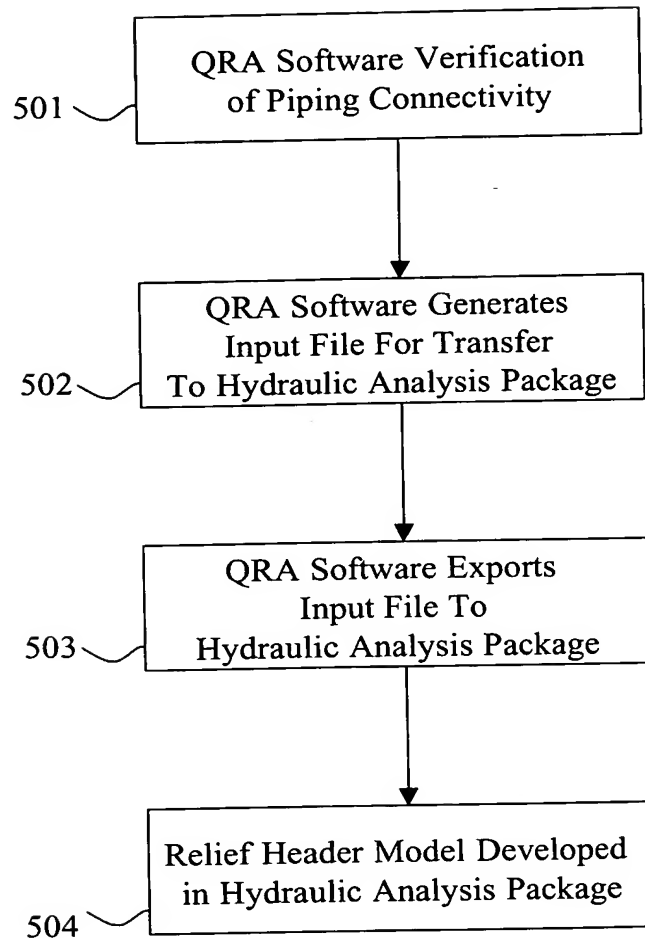 QRA Software Verification
of Piping Connectivity
501
QRA Software Generates
Input File For Transfer
To Hydraulic Analysis Package
502
QRA Software Exports
Input File To
Hydraulic Analysis Package
503
Relief Header Model Developed
in Hydraulic Analysis Package
504